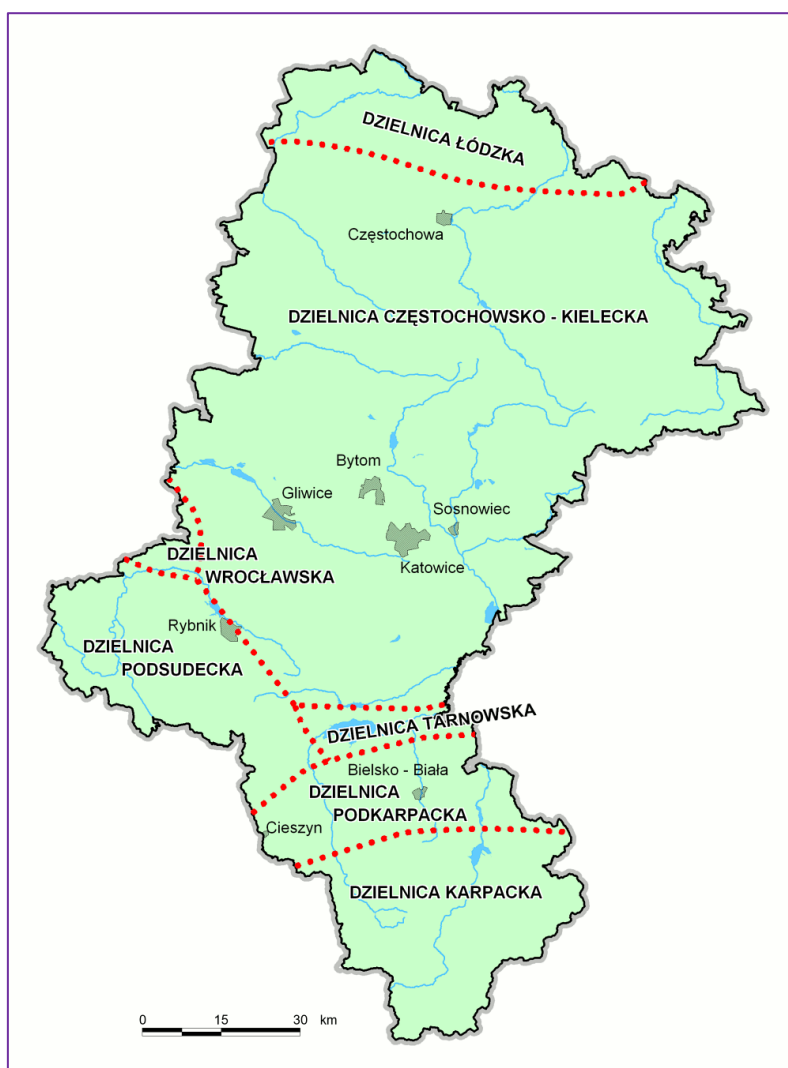 DZIELNICA ŁÓDZKA
Częstochowa
DZIELNICA CZĘSTOCHOWSKO - KIELECKA
Bytom
Gliwice
Sosnowiec
Katowice
DZIELNICA
WROCŁAWSKA
Rybnik
DZIELNICA
PODSUDECKA
DZIELNICA TARNOWSKA
Bielsko - Biała
DZIELNICA
PODKARPACKA
Cieszyn
DZIELNICA KARPACKA
0 15 30 km